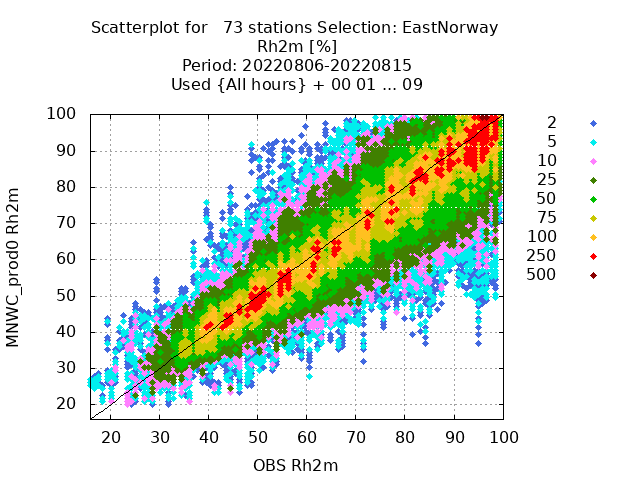 Scatterplot for   73 stations Selection: EastNorway
Rh2m [%]
Period: 20220806-20220815
Used {All hours} + 00 01 ... 09
MNWC_prod0 Rh2m
100
90
80
70
60
50
40
30
20
20 30 40 50 60 70 80 90 100
OBS Rh2m
2
5
10
25
50
75
100
250
500